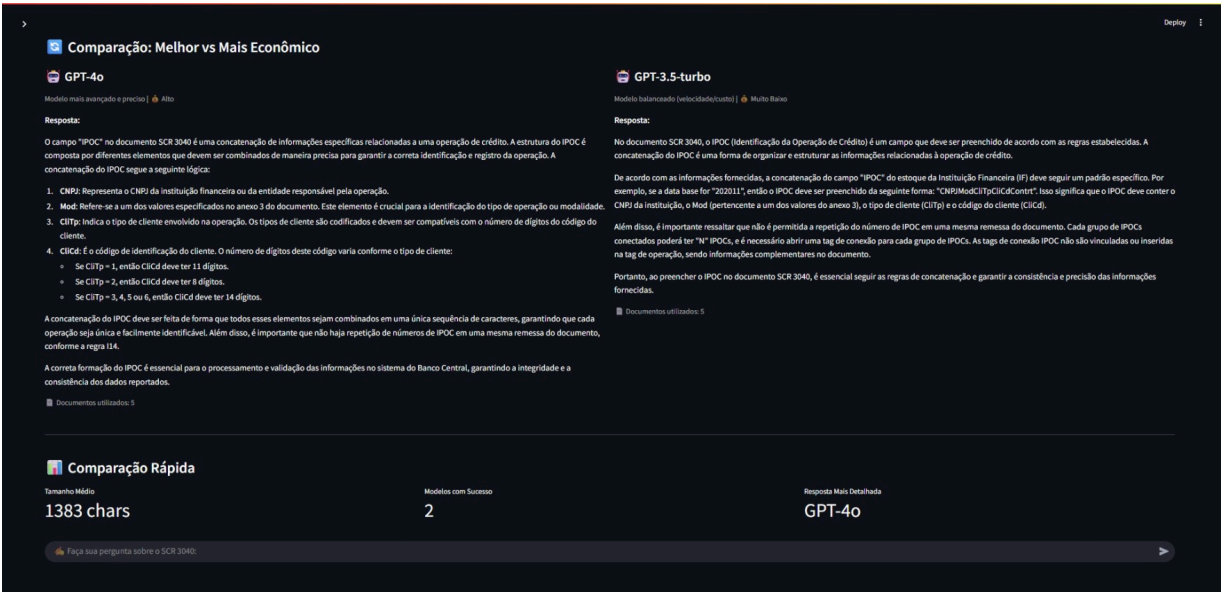 Deploy
Comparação: Melhor vs Mais Econômico
GPT-4o
Modelo mais avançado e preciso | Alto
Resposta:
O campo "IPOC" no documento SCR 3040 é uma concatenação de informações específicas relacionadas a uma operação de crédito. A estrutura do IPOC é
composta por diferentes elementos que devem ser combinados de maneira precisa para garantir a correta identificação e registro da operação. A
concatenação do IPOC segue a seguinte lógica:
1. CNPJ: Representa o CNPJ da instituição financeira ou da entidade responsável pela operação.
2. Mod: Refere-se a um dos valores especificados no anexo 3 do documento. Este elemento é crucial para a identificação do tipo de operação ou modalidade.
3. CliTp: Indica o tipo de cliente envolvido na operação. Os tipos de cliente são codificados e devem ser compatíveis com o número de dígitos do código do
cliente.
4. CliCd: É o código de identificação do cliente. O número de dígitos deste código varia conforme o tipo de cliente:
Se CliTp = 1, então CliCd deve ter 11 dígitos.
Se CliTp = 2, então CliCd deve ter 8 dígitos.
Se CliTp = 3, 4, 5 ou 6, então CliCd deve ter 14 dígitos.
A concatenação do IPOC deve ser feita de forma que todos esses elementos sejam combinados em uma única sequência de caracteres, garantindo que cada
operação seja única e facilmente identificável. Além disso, é importante que não haja repetição de números de IPOC em uma mesma remessa do documento,
conforme a regra I14.
A correta formação do IPOC é essencial para o processamento e validação das informações no sistema do Banco Central, garantindo a integridade e a
consistência dos dados reportados.
Documentos utilizados: 5
GPT-3.5-turbo
Modelo balanceado (velocidade/custo) | Muito Baixo
Resposta:
No documento SCR 3040, o IPOC (Identificação da Operação de Crédito) é um campo que deve ser preenchido de acordo com as regras estabelecidas. A
concatenação do IPOC é uma forma de organizar e estruturar as informações relacionadas à operação de crédito.
De acordo com as informações fornecidas, a concatenação do campo "IPOC" do estoque da Instituição Financeira (IF) deve seguir um padrão específico. Por
exemplo, se a data base for "202011", então o IPOC deve ser preenchido da seguinte forma: "CNPJModCliTpCliCdContrt". Isso significa que o IPOC deve conter o
CNPJ da instituição, o Mod (pertencente a um dos valores do anexo 3), o tipo de cliente (CliTp) e o código do cliente (CliCd).
Além disso, é importante ressaltar que não é permitida a repetição do número de IPOC em uma mesma remessa do documento. Cada grupo de IPOCs
conectados poderá ter "N" IPOCs, e é necessário abrir uma tag de conexão para cada grupo de IPOCs. As tags de conexão IPOC não são vinculadas ou inseridas
na tag de operação, sendo informações complementares no documento.
Portanto, ao preencher o IPOC no documento SCR 3040, é essencial seguir as regras de concatenação e garantir a consistência e precisão das informações
fornecidas.
Documentos utilizados: 5
Comparação Rápida
Tamanho Médio
1383 chars
Modelos com Sucesso
2
Resposta Mais Detalhada
GPT-4o
Faça sua pergunta sobre o SCR 3040: